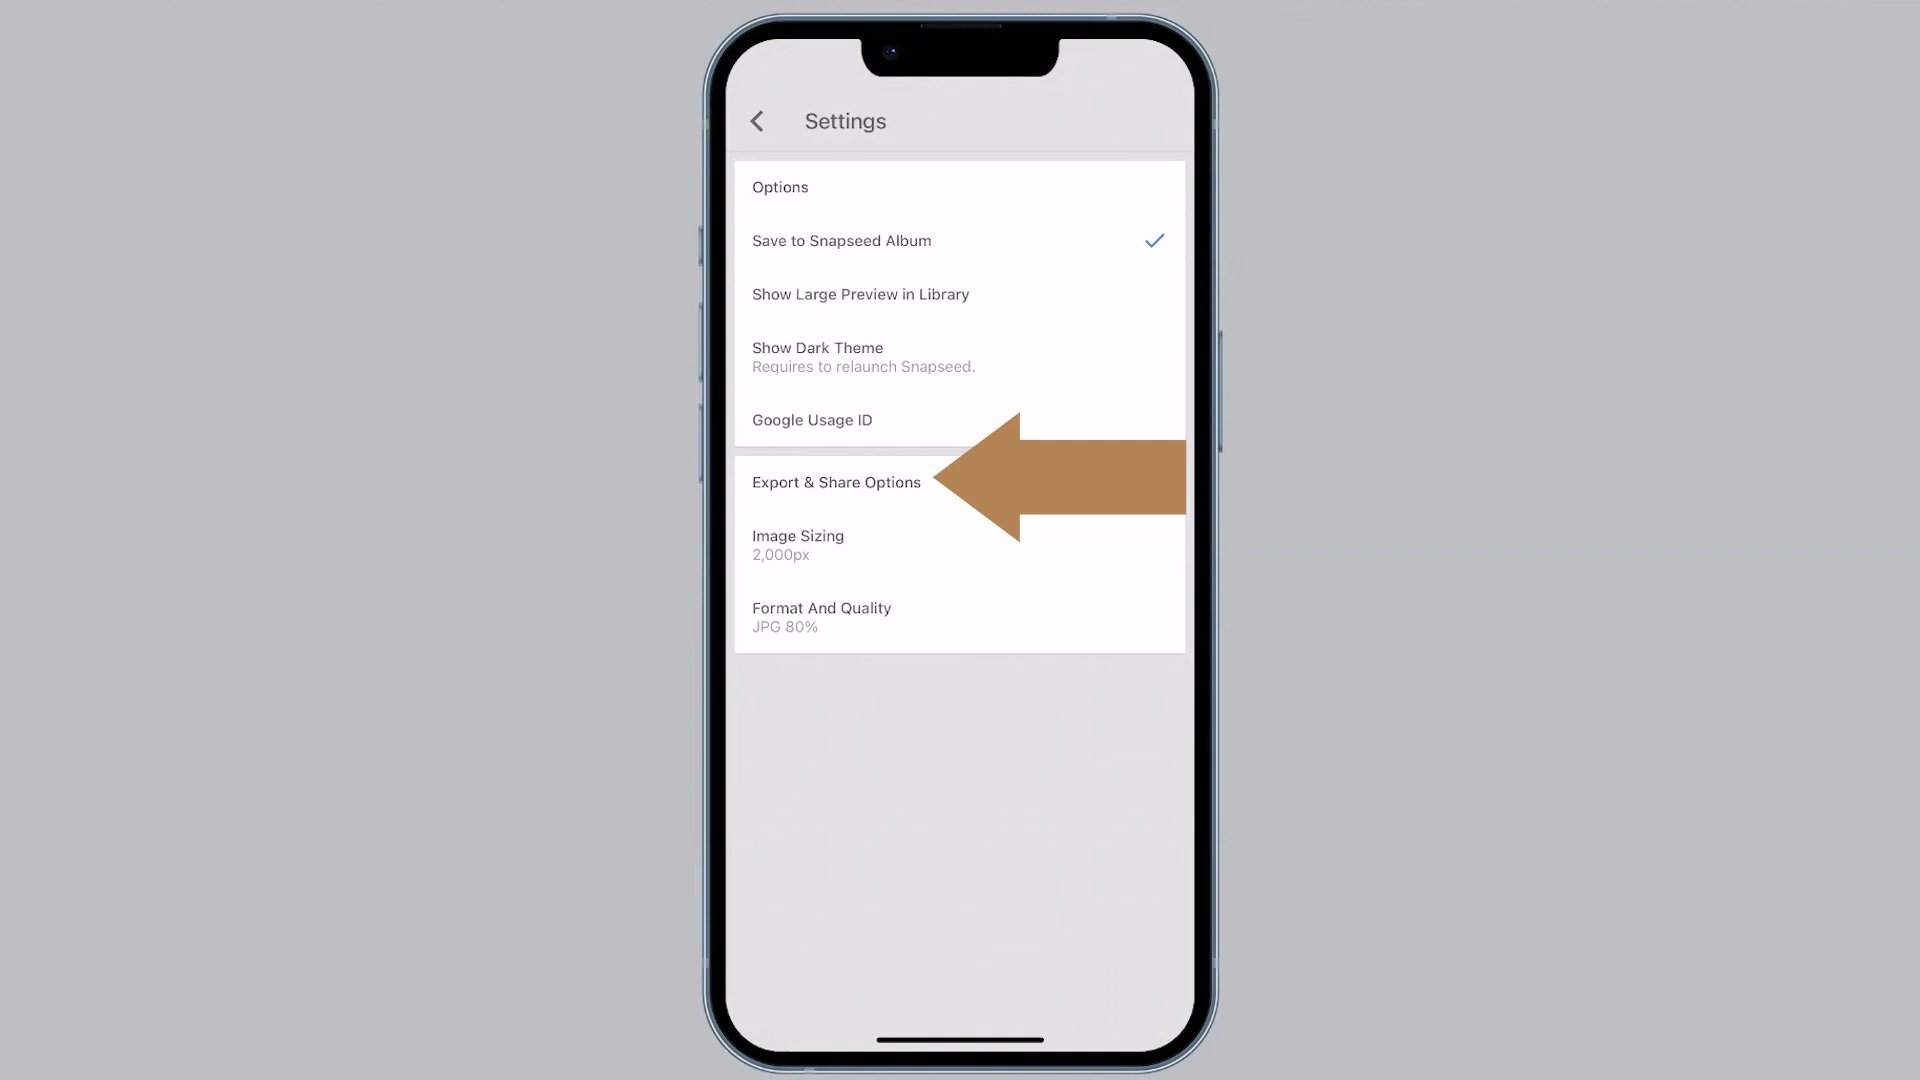 Settings
Options
Save to Snapseed Album
Show Large Preview in Library
Show Dark Theme
Requires to relaunch Snapseed.
Google Usage ID
Export & Share Options
Image Sizing
2,000px
Format And Quality
JPG 80%